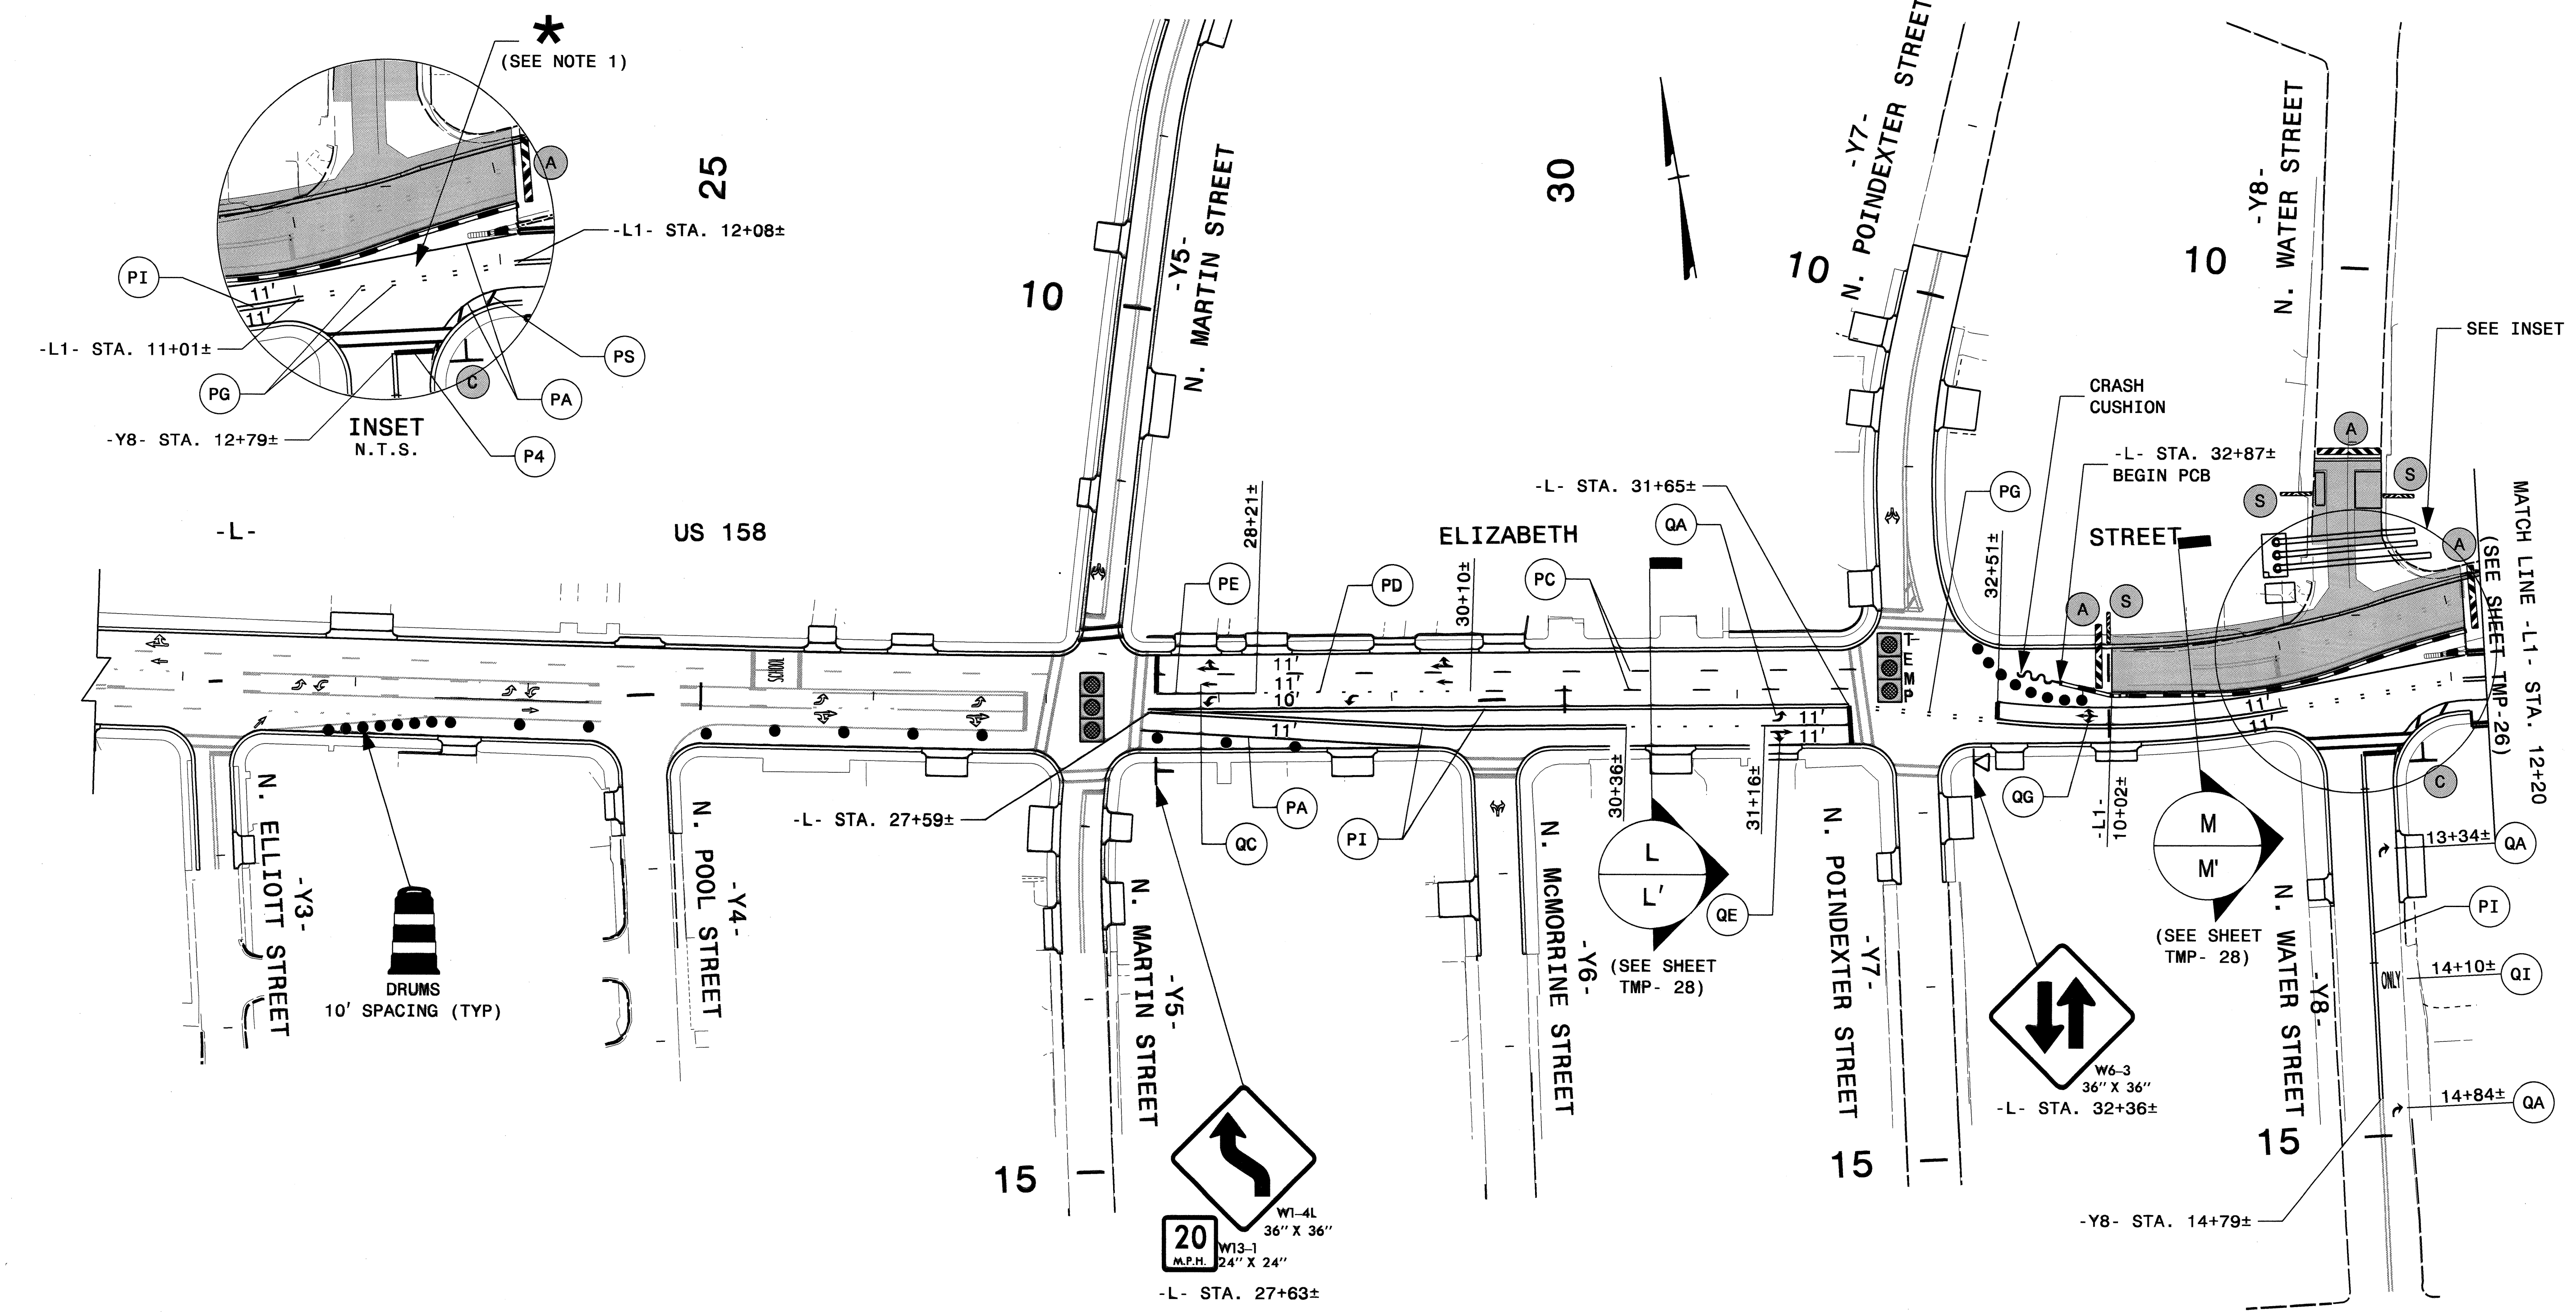 *
(SEE NOTE 1)
A
-L1- STA. 12+08±
PI
11'
11'
-L1- STA. 11+01±
PS
PG
C
PA
-Y8- STA. 12+79±
INSET
N.T.S.
P4
25
10
-Y5-
N. MARTIN STREET
30
10
-Y7-
N. POINDEXTER STREET
10
-Y8-
N. WATER STREET
SEE INSET
CRASH
CUSHION
-L- STA. 32+87±
BEGIN PCB
A
S
S
A
MATCH LINE -L1- STA. 12+20
(SEE SHEET TMP-26)
-L-
US 158
ELIZABETH
STREET
28+21±
-L- STA. 31+65±
QA
PG
PE
PD
30+10±
PC
32+51±
A
S
SCHOOL
T-
E
M
P
11'
11'
10'
11'
11'
11'
11'
11'
-L- STA. 27+59±
QC
PA
PI
30+36±
31+16±
QE
L
L'
(SEE SHEET
TMP- 28)
QG
-L1-
10+02±
M
M'
(SEE SHEET
TMP- 28)
C
13+34±
QA
PI
ONLY
14+10±
QI
14+84±
QA
-Y3-
N. ELLIOTT STREET
DRUMS
10' SPACING (TYP)
-Y4-
N. POOL STREET
-Y5-
N. MARTIN STREET
-Y6-
N. McMORRINE STREET
-Y7-
N. POINDEXTER STREET
-Y8-
N. WATER STREET
W6-3
36" X 36"
-L- STA. 32+36±
15
15
15
W1-4L
36" X 36"
20
M.P.H.
W13-1
24" X 24"
-L- STA. 27+63±
-Y8- STA. 14+79±